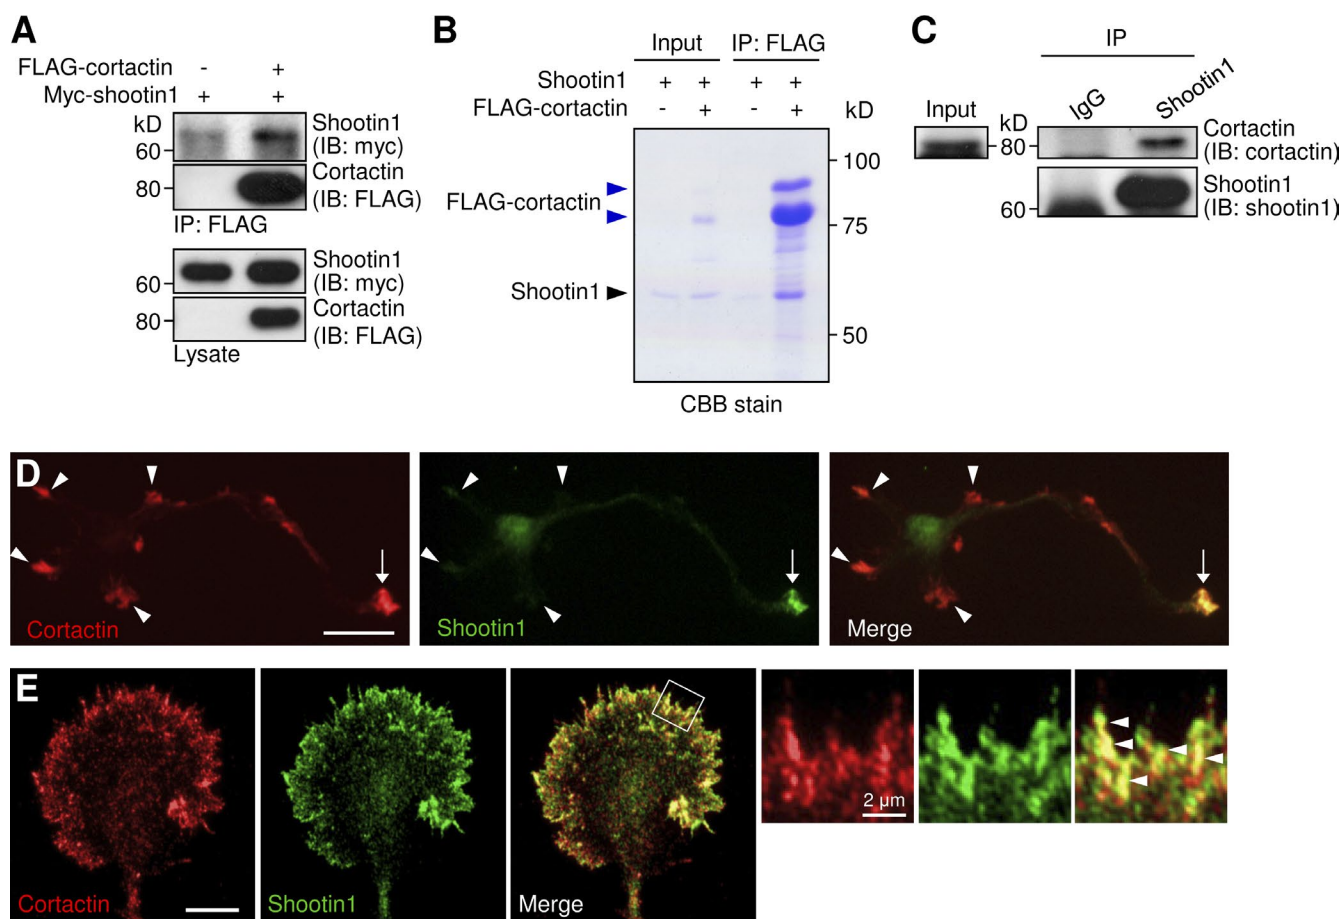 A
FLAG-cortactin - +
Myc-shootin1 + +
kD
60
Shootin1
(IB: myc)
80
Cortactin
(IB: FLAG)
IP: FLAG
60
Shootin1
(IB: myc)
80
Cortactin
(IB: FLAG)
Lysate
B
Input IP: FLAG
Shootin1 + + + +
FLAG-cortactin - + - + kD
100
FLAG-cortactin
75
Shootin1
50
CBB stain
C
IP
Input kD IgG Shootin1
80
Cortactin
(IB: cortactin)
60
Shootin1
(IB: shootin1)
D
Cortactin Shootin1 Merge
E
2 µm
Cortactin Shootin1 Merge